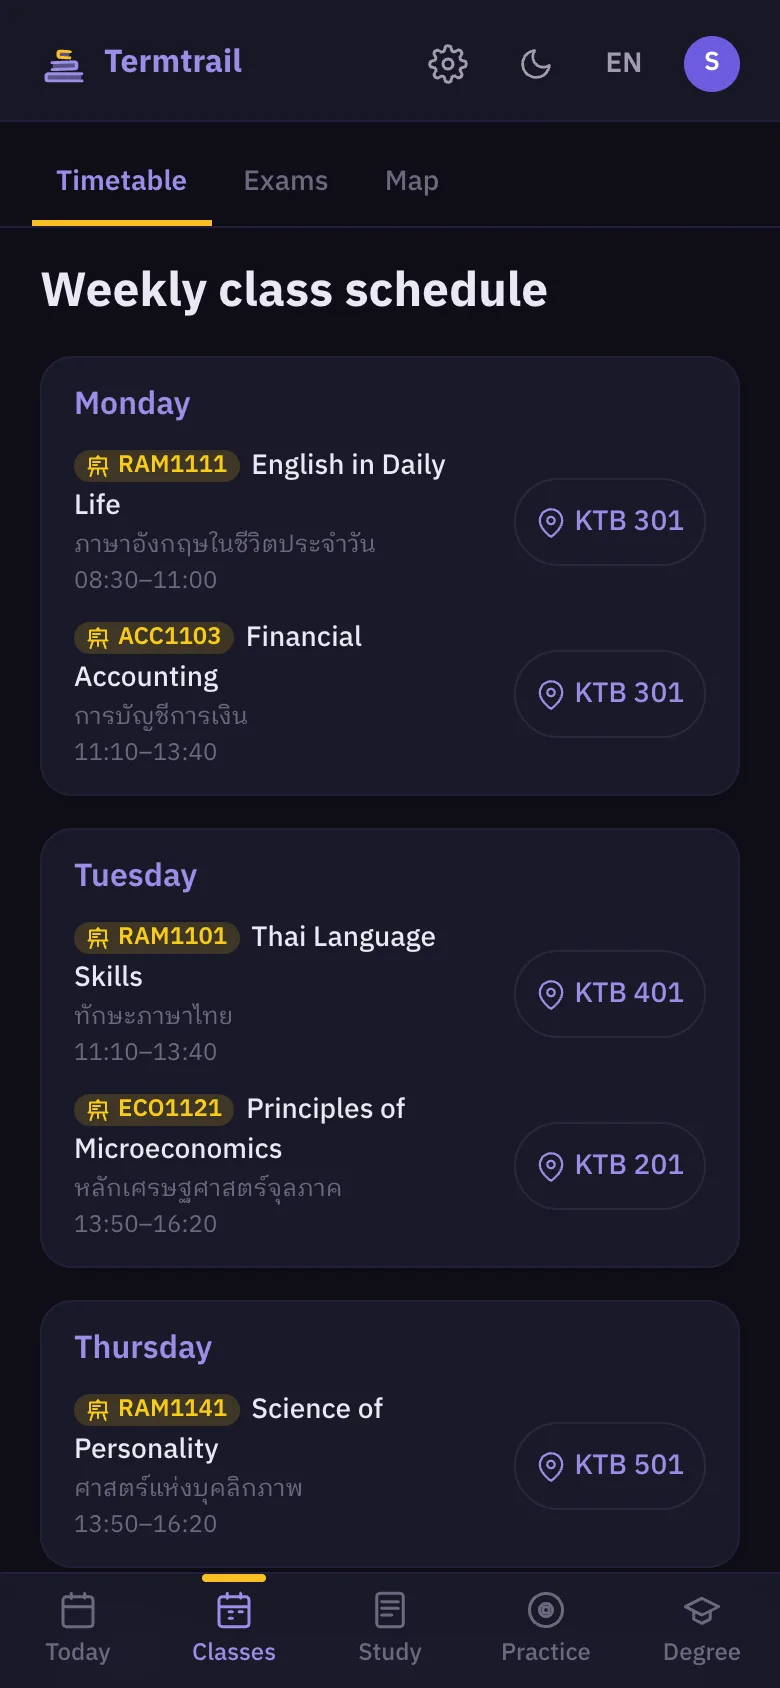 Termtrail
EN
S
Timetable
Exams
Map
Weekly class schedule
Monday
RAM1111 English in Daily
Life
ภาษาอังกฤษในชีวิตประจำวัน
08:30–11:00
KTB 301
ACC1103 Financial
Accounting
การบัญชีการเงิน
11:10–13:40
KTB 301
Tuesday
RAM1101 Thai Language
Skills
ทักษะภาษาไทย
11:10–13:40
KTB 401
ECO1121 Principles of
Microeconomics
หลักเศรษฐศาสตร์จุลภาค
13:50–16:20
KTB 201
Thursday
RAM1141 Science of
Personality
ศาสตร์แห่งบุคลิกภาพ
13:50–16:20
KTB 501
Today
Classes
Study
Practice
Degree